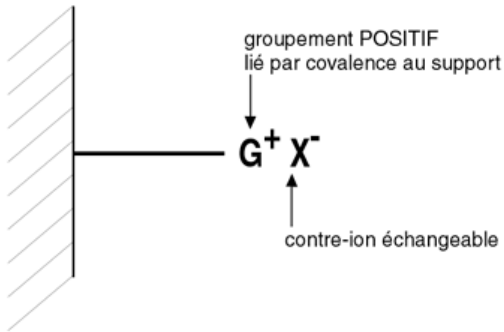 groupement POSITIF
lié par covalence au support
G+ X-
contre-ion échangeable